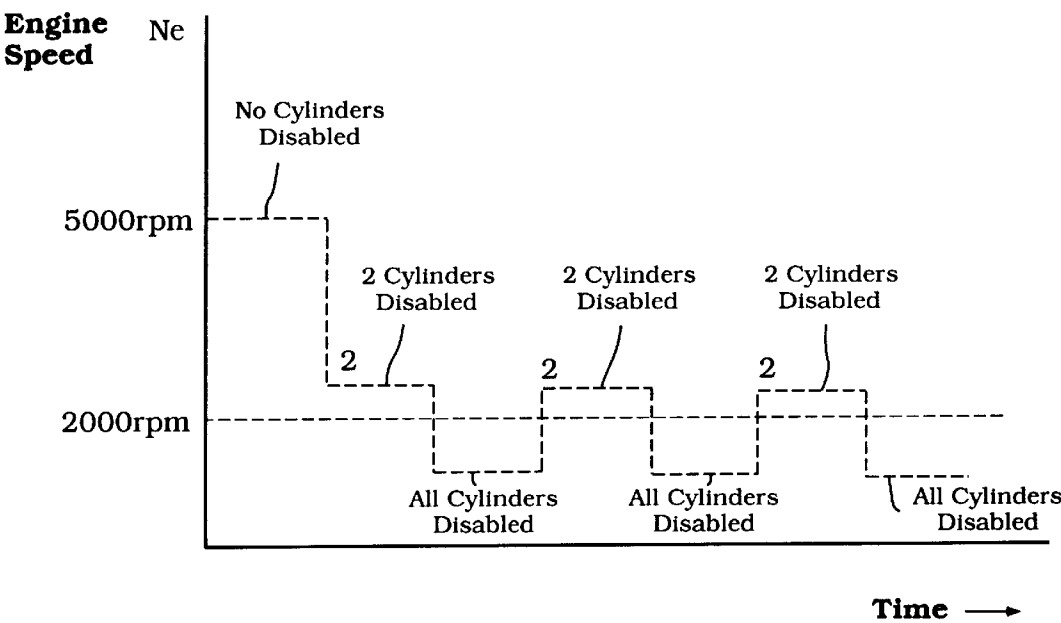 Engine
Speed
Ne
No Cylinders
Disabled
5000rpm
2 Cylinders
Disabled
2 Cylinders
Disabled
2 Cylinders
Disabled
2
2
2
2000rpm
All Cylinders
Disabled
All Cylinders
Disabled
All Cylinders
Disabled
Time